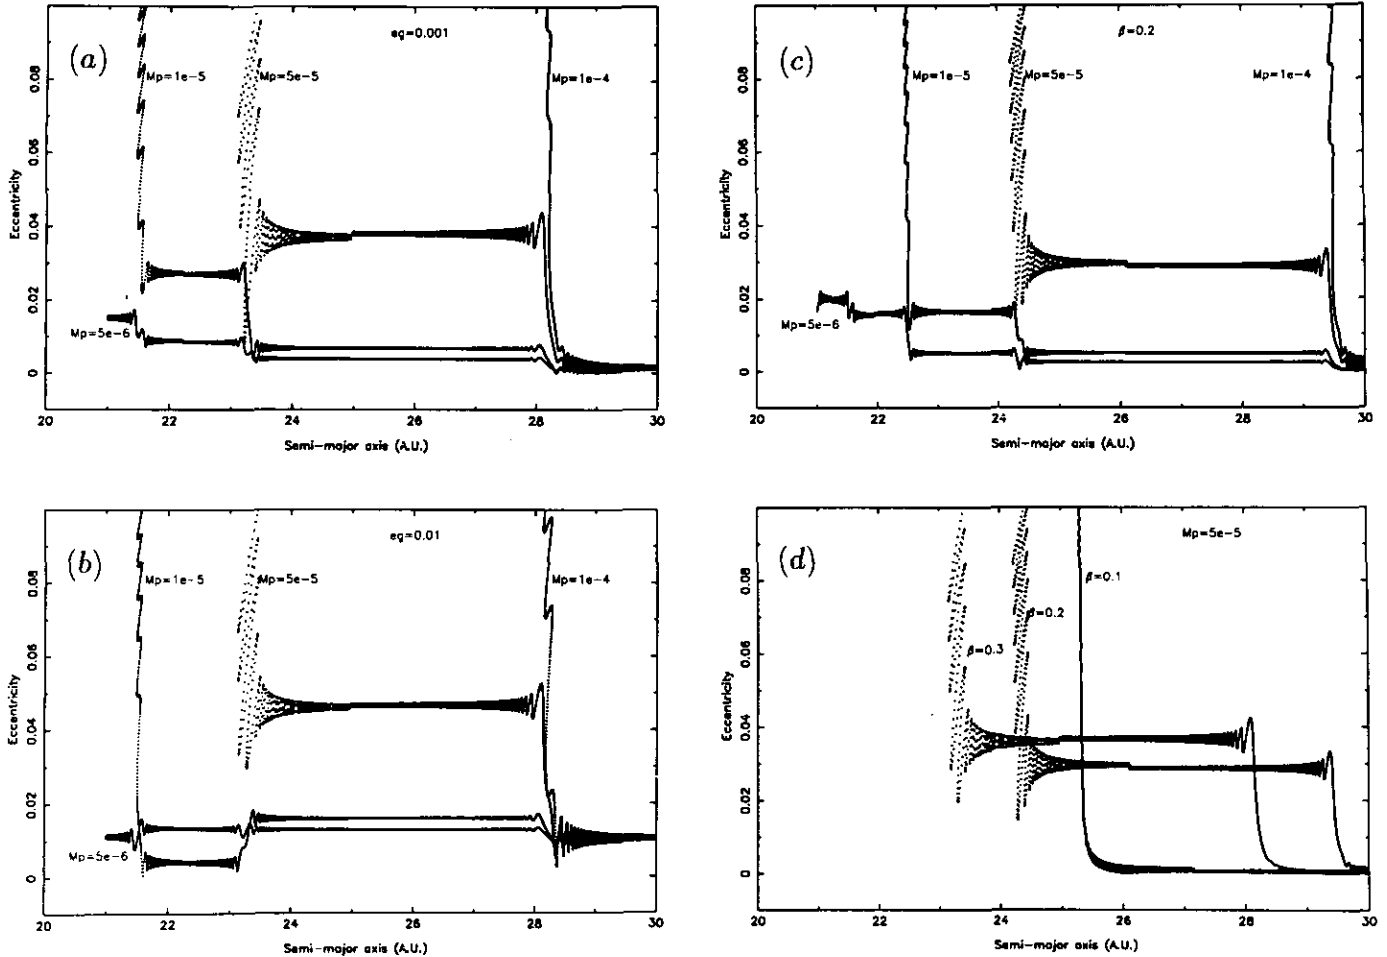 (a)
eg=0.001
Mp=1e-5
Mp=5e-5
Mp=1e-4
Mp=5e-6
0.08
0.06
0.04
0.02
0
Eccentricity
20 22 24 26 28 30
Semi-major axis (A.U.)
(c)
β=0.2
Mp=1e-5
Mp=5e-5
Mp=1e-4
Mp=5e-6
0.08
0.06
0.04
0.02
0
Eccentricity
20 22 24 26 28 30
Semi-major axis (A.U.)
(b)
eg=0.01
Mp=1e-5
Mp=5e-5
Mp=1e-4
Mp=5e-6
0.08
0.06
0.04
0.02
0
Eccentricity
20 22 24 26 28 30
Semi-major axis (A.U.)
(d)
Mp=5e-5
β=0.1
β=0.2
β=0.3
0.08
0.06
0.04
0.02
0
Eccentricity
20 22 24 26 28 30
Semi-major axis (A.U.)